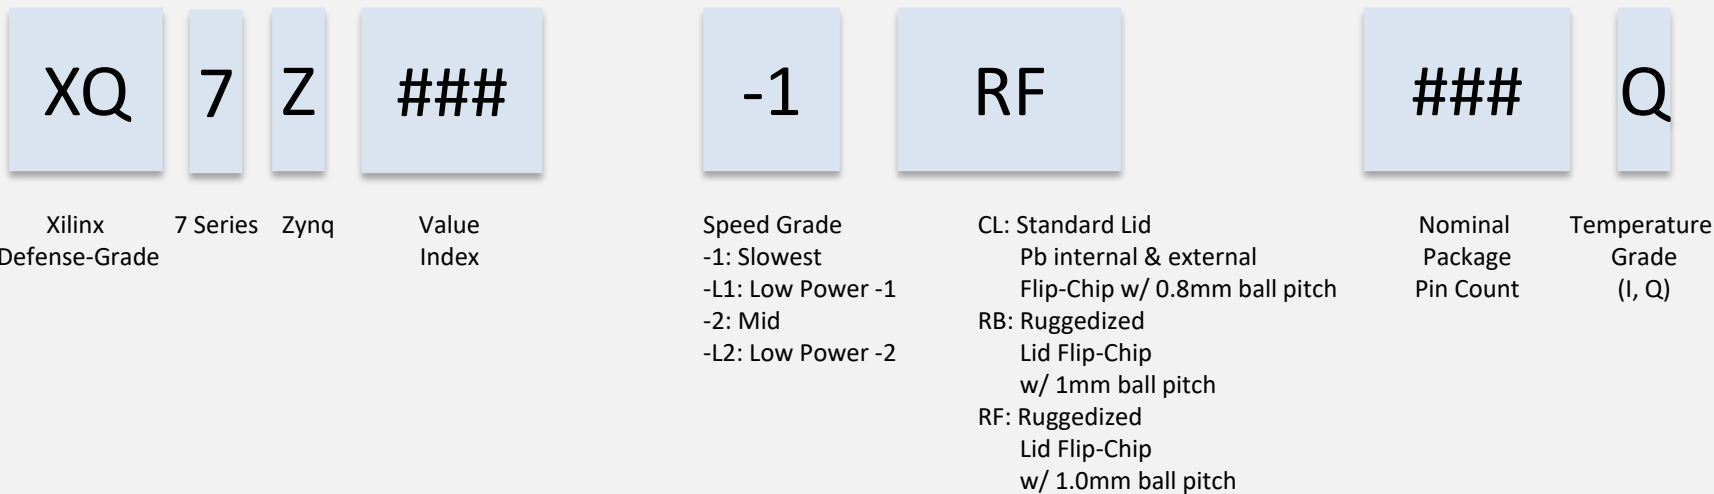 XQ 7 Z ### -1 RF ### Q
Xilinx
Defense-Grade
7 Series
Zynq
Value
Index
Speed Grade
-1: Slowest
-L1: Low Power -1
-2: Mid
-L2: Low Power -2
CL: Standard Lid
Pb internal & external
Flip-Chip w/ 0.8mm ball pitch
RB: Ruggedized
Lid Flip-Chip
w/ 1mm ball pitch
RF: Ruggedized
Lid Flip-Chip
w/ 1.0mm ball pitch
Nominal
Package
Pin Count
Temperature
Grade
(I, Q)